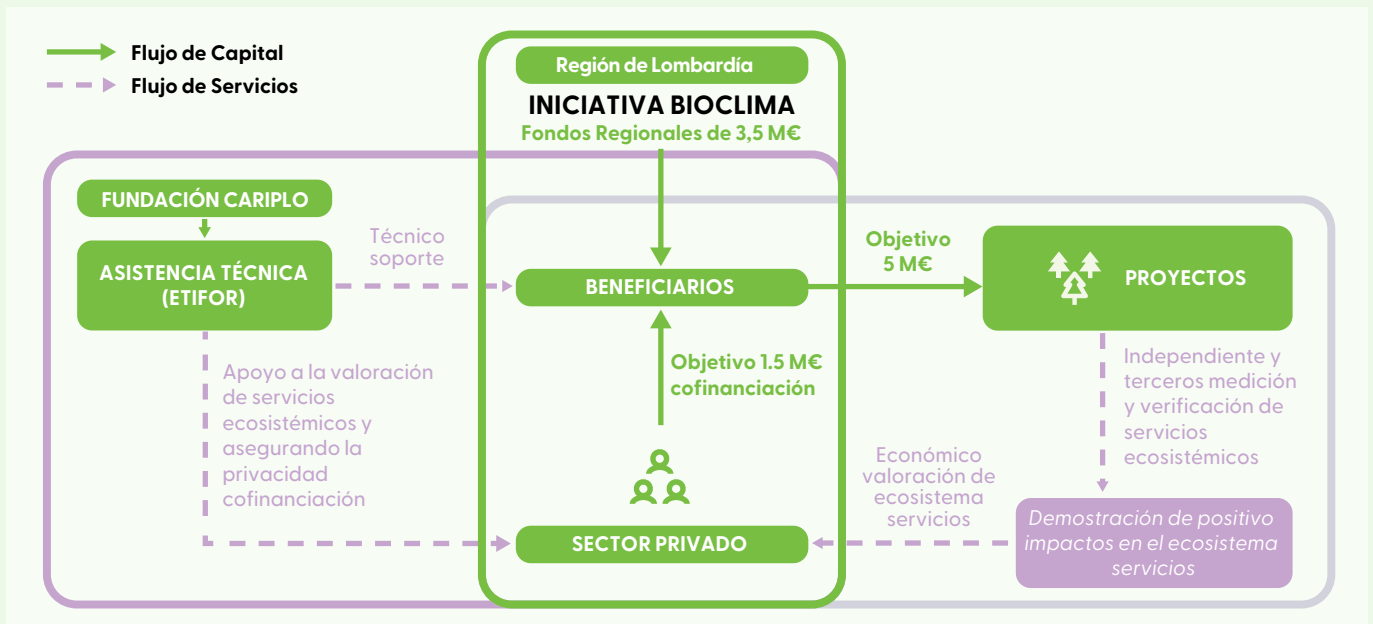 Flujo de Capital
Flujo de Servicios
Región de Lombardía
INICIATIVA BIOCLIMA
Fondos Regionales de 3,5 M€
FUNDACIÓN CARIPLO
ASISTENCIA TÉCNICA
(ETIFOR)
Técnico
soporte
BENEFICIARIOS
Objetivo
5 M€
PROYECTOS
Objetivo 1.5 M€
cofinanciación
Apoyo a la valoración
de servicios
ecosistémicos y
asegurando la
privacidad
cofinanciación
Independiente y
terceros medición
y verificación de
servicios
ecosistémicos
Económico
valoración de
ecosistema
servicios
SECTOR PRIVADO
Demostración de positivo
impactos en el ecosistema
servicios